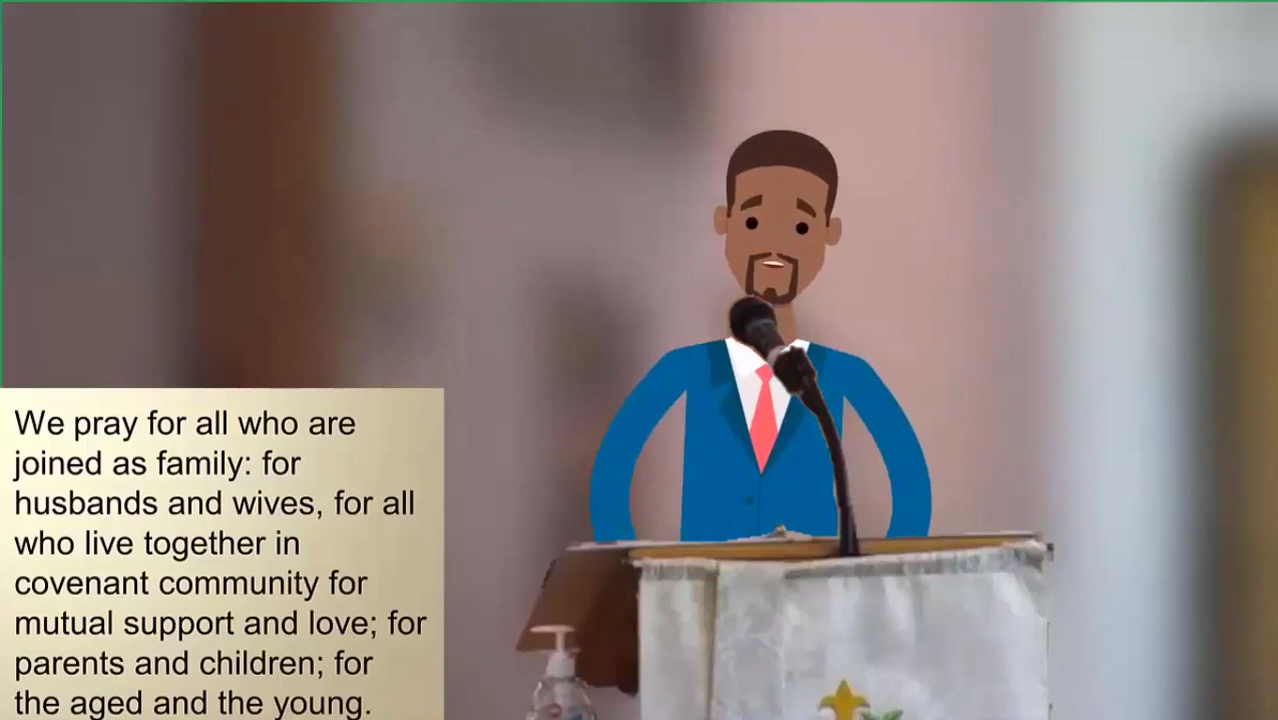 We pray for all who are
joined as family: for
husbands and wives, for all
who live together in
covenant community for
mutual support and love; for
parents and children; for
the aged and the young.